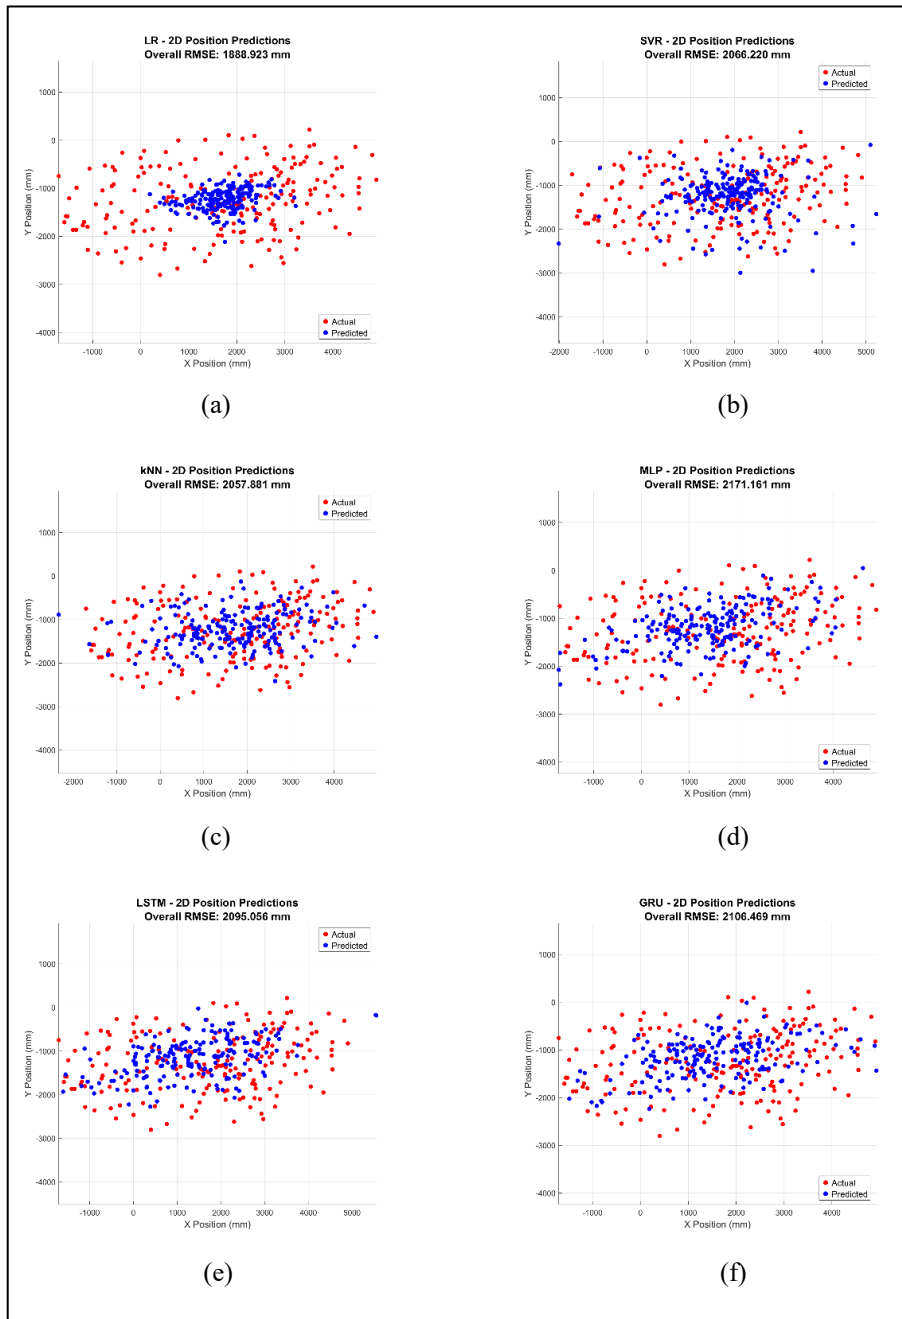 LR - 2D Position Predictions
Overall RMSE: 1888.923 mm
1000
0
-1000
-2000
-3000
-4000
Y Position (mm)
Actual
Predicted
-1000 0 1000 2000 3000 4000
X Position (mm)
(a)
SVR - 2D Position Predictions
Overall RMSE: 2066.220 mm
Actual
Predicted
1000
0
-1000
-2000
-3000
-4000
Y Position (mm)
-2000 -1000 0 1000 2000 3000 4000 5000
X Position (mm)
(b)
kNN - 2D Position Predictions
Overall RMSE: 2057.881 mm
Actual
Predicted
1000
0
-1000
-2000
-3000
-4000
Y Position (mm)
-2000 -1000 0 1000 2000 3000 4000
X Position (mm)
(c)
MLP - 2D Position Predictions
Overall RMSE: 2171.161 mm
1000
0
-1000
-2000
-3000
-4000
Y Position (mm)
Actual
Predicted
-1000 0 1000 2000 3000 4000
X Position (mm)
(d)
LSTM - 2D Position Predictions
Overall RMSE: 2095.056 mm
Actual
Predicted
1000
0
-1000
-2000
-3000
-4000
Y Position (mm)
-1000 0 1000 2000 3000 4000 5000
X Position (mm)
(e)
GRU - 2D Position Predictions
Overall RMSE: 2106.469 mm
1000
0
-1000
-2000
-3000
-4000
Y Position (mm)
Actual
Predicted
-1000 0 1000 2000 3000 4000
X Position (mm)
(f)